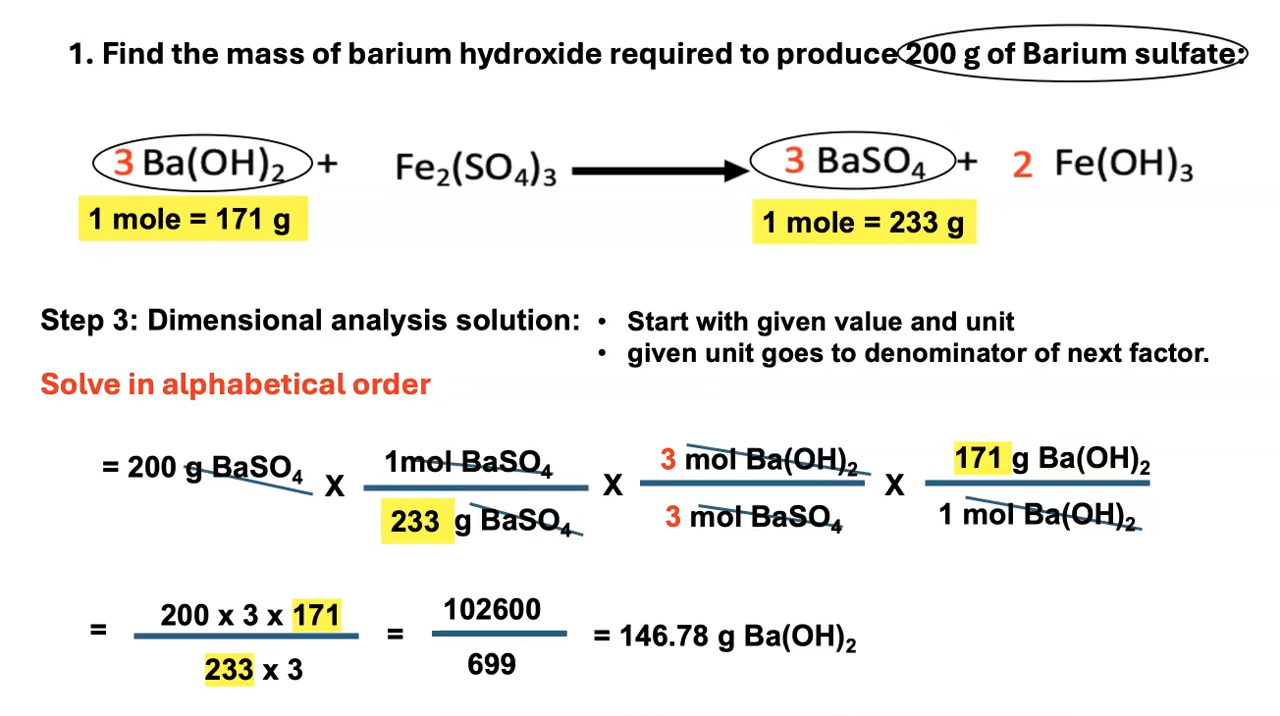 1. Find the mass of barium hydroxide required to produce 200 g of Barium sulfate:
3 Ba(OH)₂ + Fe₂(SO₄)₃ ⟶ 3 BaSO₄ + 2 Fe(OH)₃
1 mole = 171 g
1 mole = 233 g
Step 3: Dimensional analysis solution:
• Start with given value and unit
• given unit goes to denominator of next factor.
Solve in alphabetical order
= 200 g BaSO₄ X
1mol BaSO₄
233 g BaSO₄
X
3 mol Ba(OH)₂
3 mol BaSO₄
X
171 g Ba(OH)₂
1 mol Ba(OH)₂
=
200 x 3 x 171
233 x 3
=
102600
699
= 146.78 g Ba(OH)₂